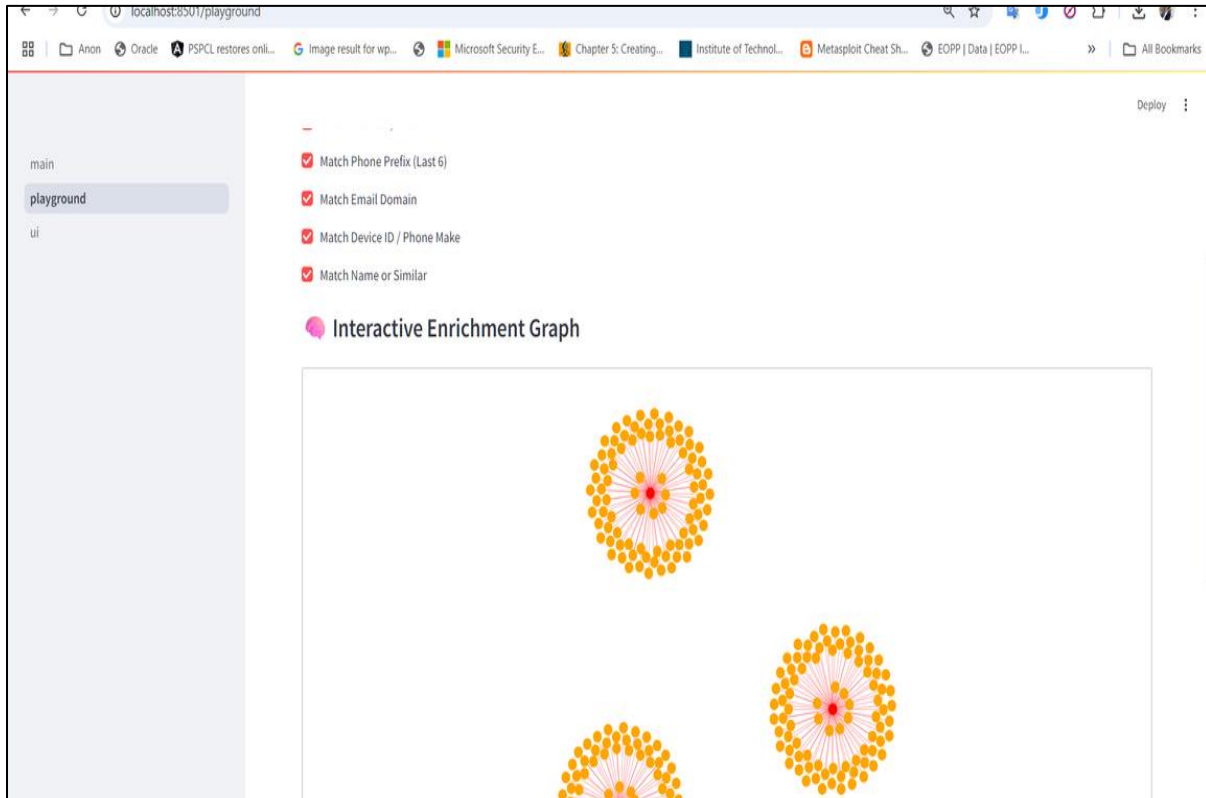 localhost:8501/playground
Anon Oracle PSPCL restores onli... Image result for wp... Microsoft Security E... Chapter 5: Creating... Institute of Technol... Metasploit Cheat Sh... EOPP | Data | EOPP I... » All Bookmarks
Deploy
main
playground
ui
Match Phone Prefix (Last 6)
Match Email Domain
Match Device ID / Phone Make
Match Name or Similar
Interactive Enrichment Graph